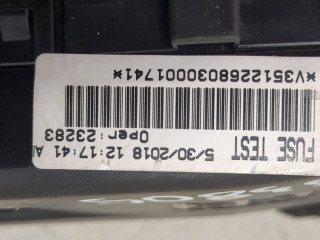 FUSE TEST
5/30/2018 12:17:41
Oper: 23283
*V35122680300001741*